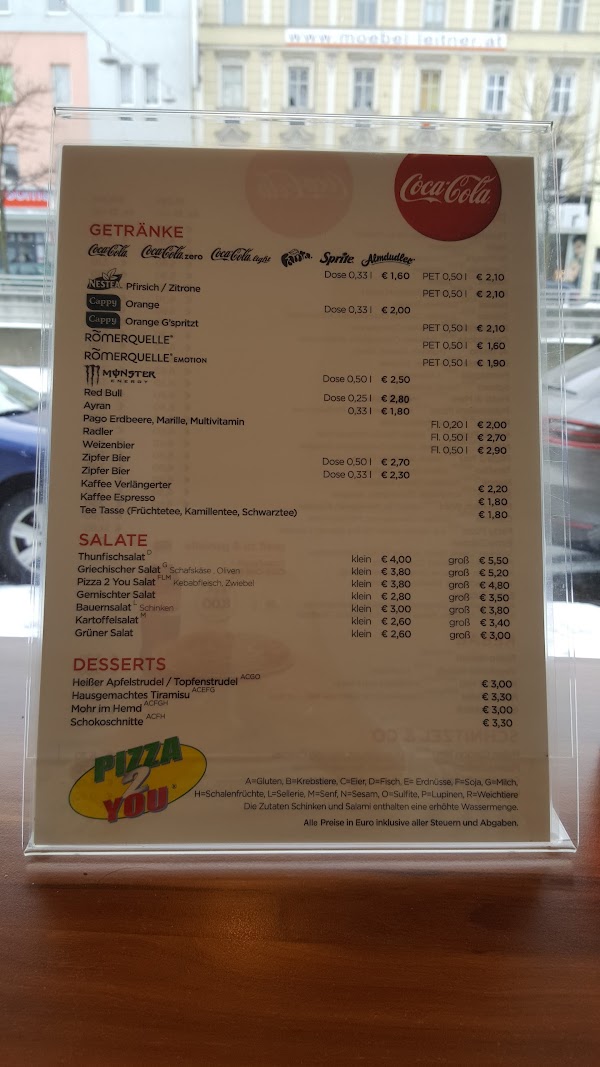 www.moebel-leitner.at
Coca-Cola
GETRÄNKE
Coca-Cola Coca-Cola zero Coca-Cola light Fanta Sprite Almdudler
Dose 0,33 l € 1,60 PET 0,50 l € 2,10
NESTEA Pfirsich / Zitrone PET 0,50 l € 2,10
Cappy Orange Dose 0,33 l € 2,00
Cappy Orange G'spritzt PET 0,50 l € 2,10
RÖMERQUELLE PET 0,50 l € 1,60
RÖMERQUELLE EMOTION PET 0,50 l € 1,90
MONSTER ENERGY Dose 0,50 l € 2,50
Red Bull Dose 0,25 l € 2,80
Ayran 0,33 l € 1,80
Pago Erdbeere, Marille, Multivitamin Fl. 0,20 l € 2,00
Radler Fl. 0,50 l € 2,70
Weizenbier Fl. 0,50 l € 2,90
Zipfer Bier Dose 0,50 l € 2,70
Zipfer Bier Dose 0,33 l € 2,30
Kaffee Verlängerter € 2,20
Kaffee Espresso € 1,80
Tee Tasse (Früchtetee, Kamillentee, Schwarztee) € 1,80
SALATE
Thunfischsalat D klein € 4,00 groß € 5,50
Griechischer Salat G Schafskäse, Oliven klein € 3,80 groß € 5,20
Pizza 2 You Salat FLM Kebabfleisch, Zwiebel klein € 3,80 groß € 4,80
Gemischter Salat klein € 2,80 groß € 3,50
Bauernsalat L Schinken klein € 3,00 groß € 3,80
Kartoffelsalat M klein € 2,60 groß € 3,40
Grüner Salat klein € 2,60 groß € 3,00
DESSERTS
Heißer Apfelstrudel / Topfenstrudel ACGO € 3,00
Hausgemachtes Tiramisu ACEFG € 3,30
Mohr im Hemd ACFGH € 3,00
Schokoschnitte ACFH € 3,30
PIZZA
2
YOU
A=Gluten, B=Krebstiere, C=Eier, D=Fisch, E= Erdnüsse, F=Soja, G=Milch,
H=Schalenfrüchte, L=Sellerie, M=Senf, N=Sesam, O=Sulfite, P=Lupinen, R=Weichtiere
Die Zutaten Schinken und Salami enthalten eine erhöhte Wassermenge.
Alle Preise in Euro inklusive aller Steuern und Abgaben.